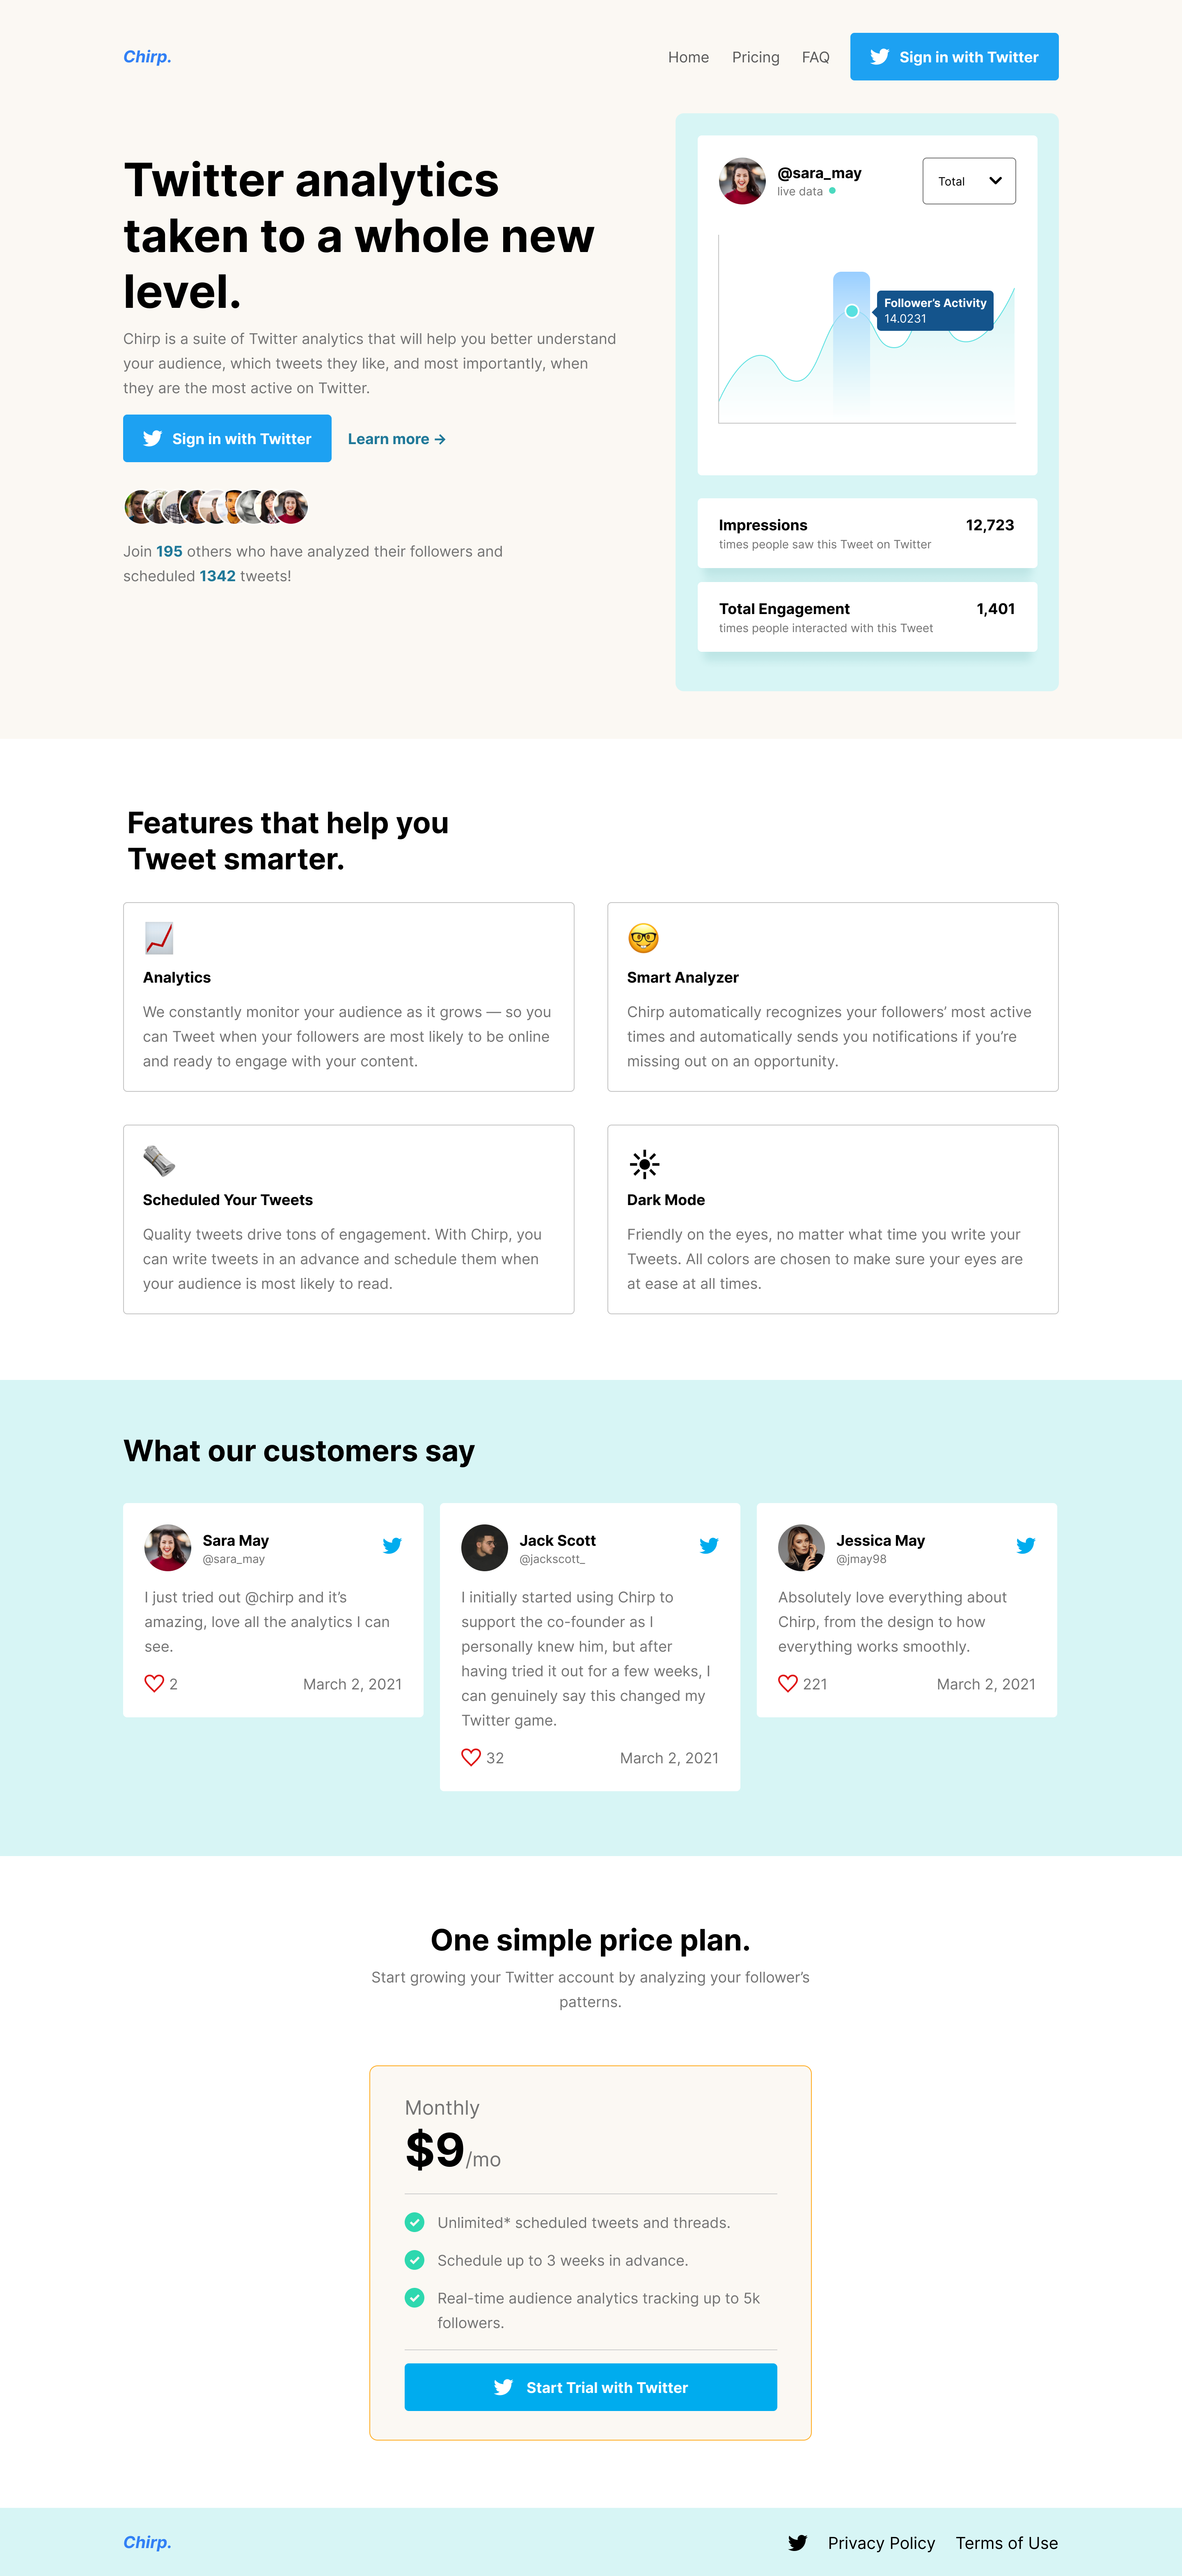 Chirp.
Home Pricing FAQ Sign in with Twitter
Twitter analytics
taken to a whole new
level.
Chirp is a suite of Twitter analytics that will help you better understand
your audience, which tweets they like, and most importantly, when
they are the most active on Twitter.
Sign in with Twitter Learn more →
Join 195 others who have analyzed their followers and
scheduled 1342 tweets!
@sara_may
live data
Total
Follower’s Activity
14.0231
Impressions 12,723
times people saw this Tweet on Twitter
Total Engagement 1,401
times people interacted with this Tweet
Features that help you
Tweet smarter.
Analytics
We constantly monitor your audience as it grows — so you
can Tweet when your followers are most likely to be online
and ready to engage with your content.
Smart Analyzer
Chirp automatically recognizes your followers’ most active
times and automatically sends you notifications if you’re
missing out on an opportunity.
Scheduled Your Tweets
Quality tweets drive tons of engagement. With Chirp, you
can write tweets in an advance and schedule them when
your audience is most likely to read.
Dark Mode
Friendly on the eyes, no matter what time you write your
Tweets. All colors are chosen to make sure your eyes are
at ease at all times.
What our customers say
Sara May
@sara_may
I just tried out @chirp and it’s
amazing, love all the analytics I can
see.
2 March 2, 2021
Jack Scott
@jackscott_
I initially started using Chirp to
support the co-founder as I
personally knew him, but after
having tried it out for a few weeks, I
can genuinely say this changed my
Twitter game.
32 March 2, 2021
Jessica May
@jmay98
Absolutely love everything about
Chirp, from the design to how
everything works smoothly.
221 March 2, 2021
One simple price plan.
Start growing your Twitter account by analyzing your follower’s
patterns.
Monthly
$9/mo
Unlimited* scheduled tweets and threads.
Schedule up to 3 weeks in advance.
Real-time audience analytics tracking up to 5k
followers.
Start Trial with Twitter
Chirp.
Privacy Policy Terms of Use